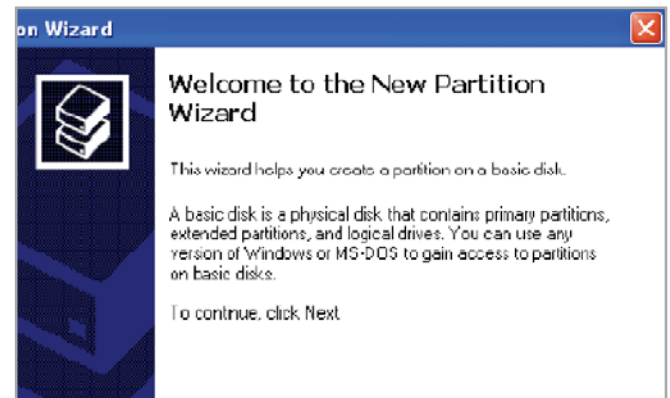 on Wizard
Welcome to the New Partition
Wizard
This wizard helps you create a partition on a basic disk.
A basic disk is a physical disk that contains primary partitions,
extended partitions, and logical drives. You can use any
version of Windows or MS-DOS to gain access to partitions
on basic disks.
To continue, click Next